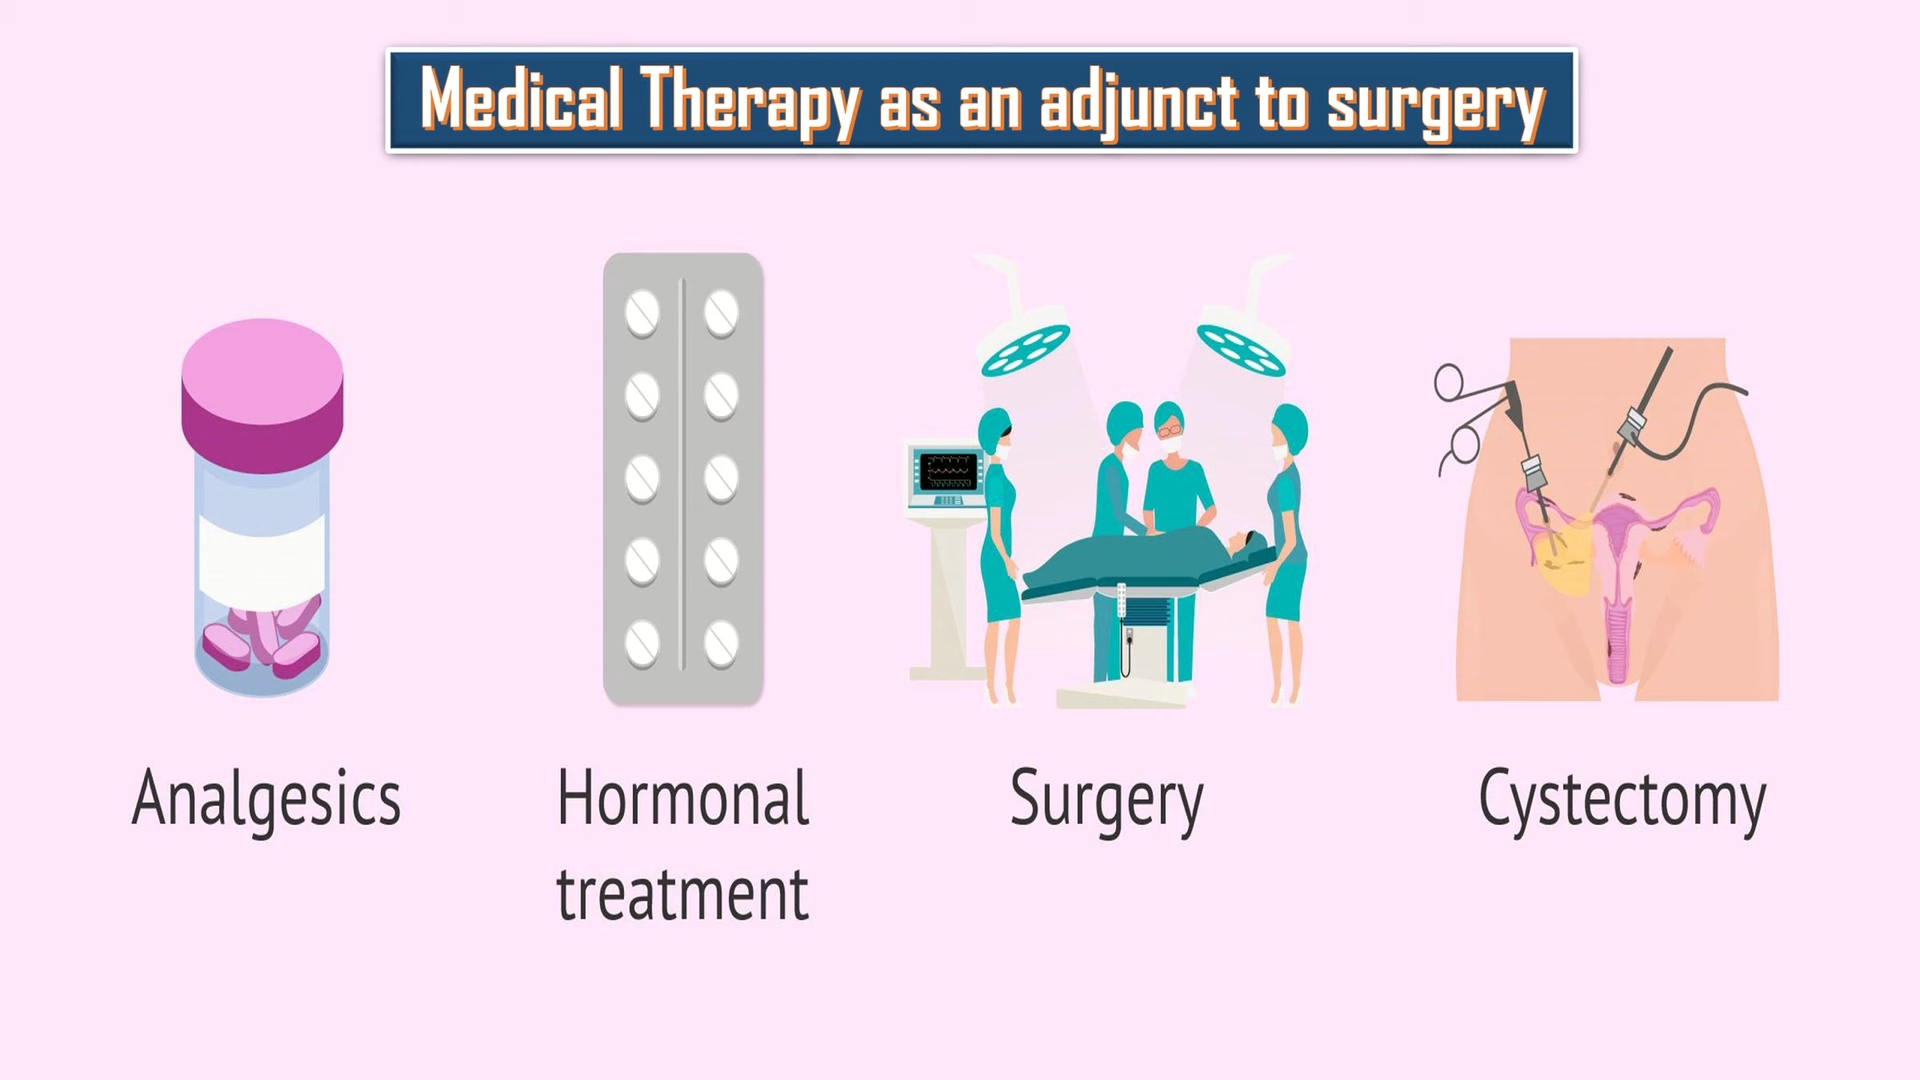 Medical Therapy as an adjunct to surgery
Analgesics
Hormonal
treatment
Surgery
Cystectomy